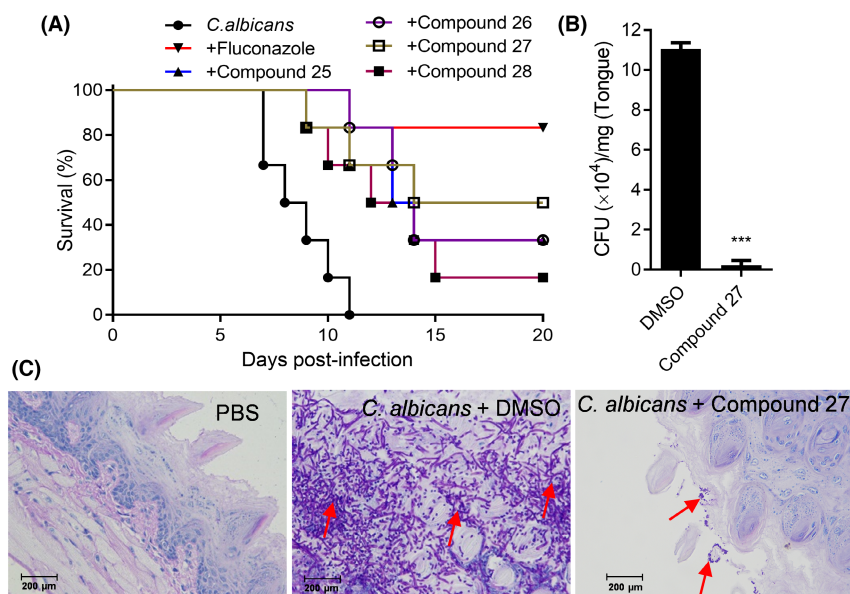 (A)
C.albicans
+Fluconazole
+Compound 25
+Compound 26
+Compound 27
+Compound 28
Survival (%)
100
80
60
40
20
0
0 5 10 15 20
Days post-infection
(B)
CFU (×10⁴)/mg (Tongue)
12
10
8
6
4
2
0
***
DMSO
Compound 27
(C)
PBS
200 µm
C. albicans + DMSO
200 µm
C. albicans + Compound 27
200 µm